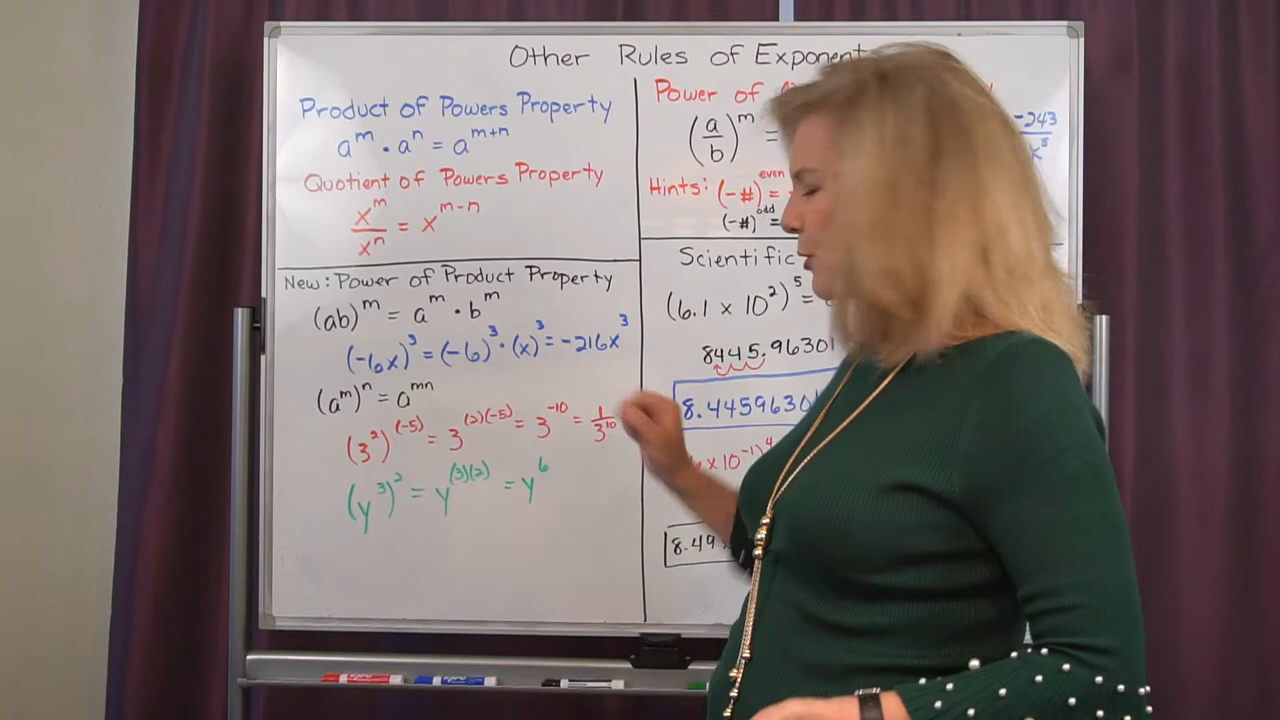 Other Rules of Exponent
Product of Powers Property
a^m · a^n = a^(m+n)
Quotient of Powers Property
x^m / x^n = x^(m-n)
New: Power of Product Property
(ab)^m = a^m · b^m
(-6x)^3 = (-6)^3 · (x)^3 = -216x^3
(a^m)^n = a^(mn)
(3^2)^(-5) = 3^((2)(-5)) = 3^(-10) = 1/3^10
(y^3)^2 = y^((3)(2)) = y^6
Power of
(a/b)^m =
-243
Hints: (-#)^even =
(-#)^odd =
Scientific
(6.1 x 10^2)^5 =
8445.96301
8.44596301
x 10^-1)^4
8.49